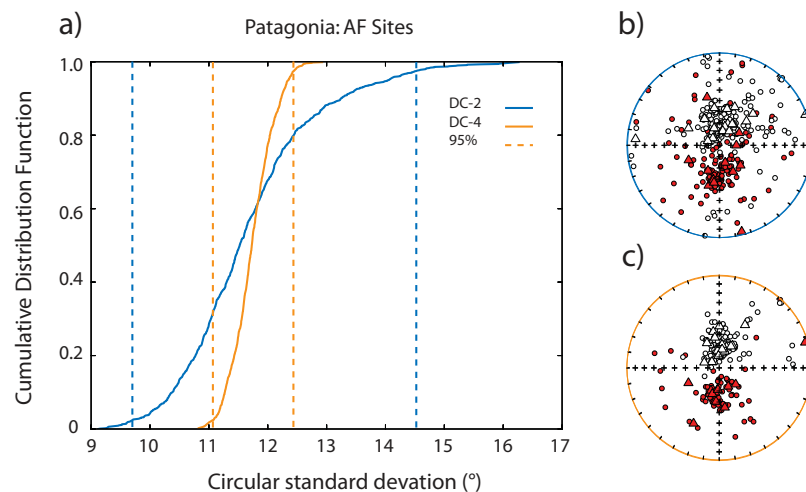 a)
Patagonia: AF Sites
b)
1.0
0.8
0.6
0.4
0.2
0
Cumulative Distribution Function
DC-2
DC-4
95%
9 10 11 12 13 14 15 16 17
Circular standard devation (°)
c)